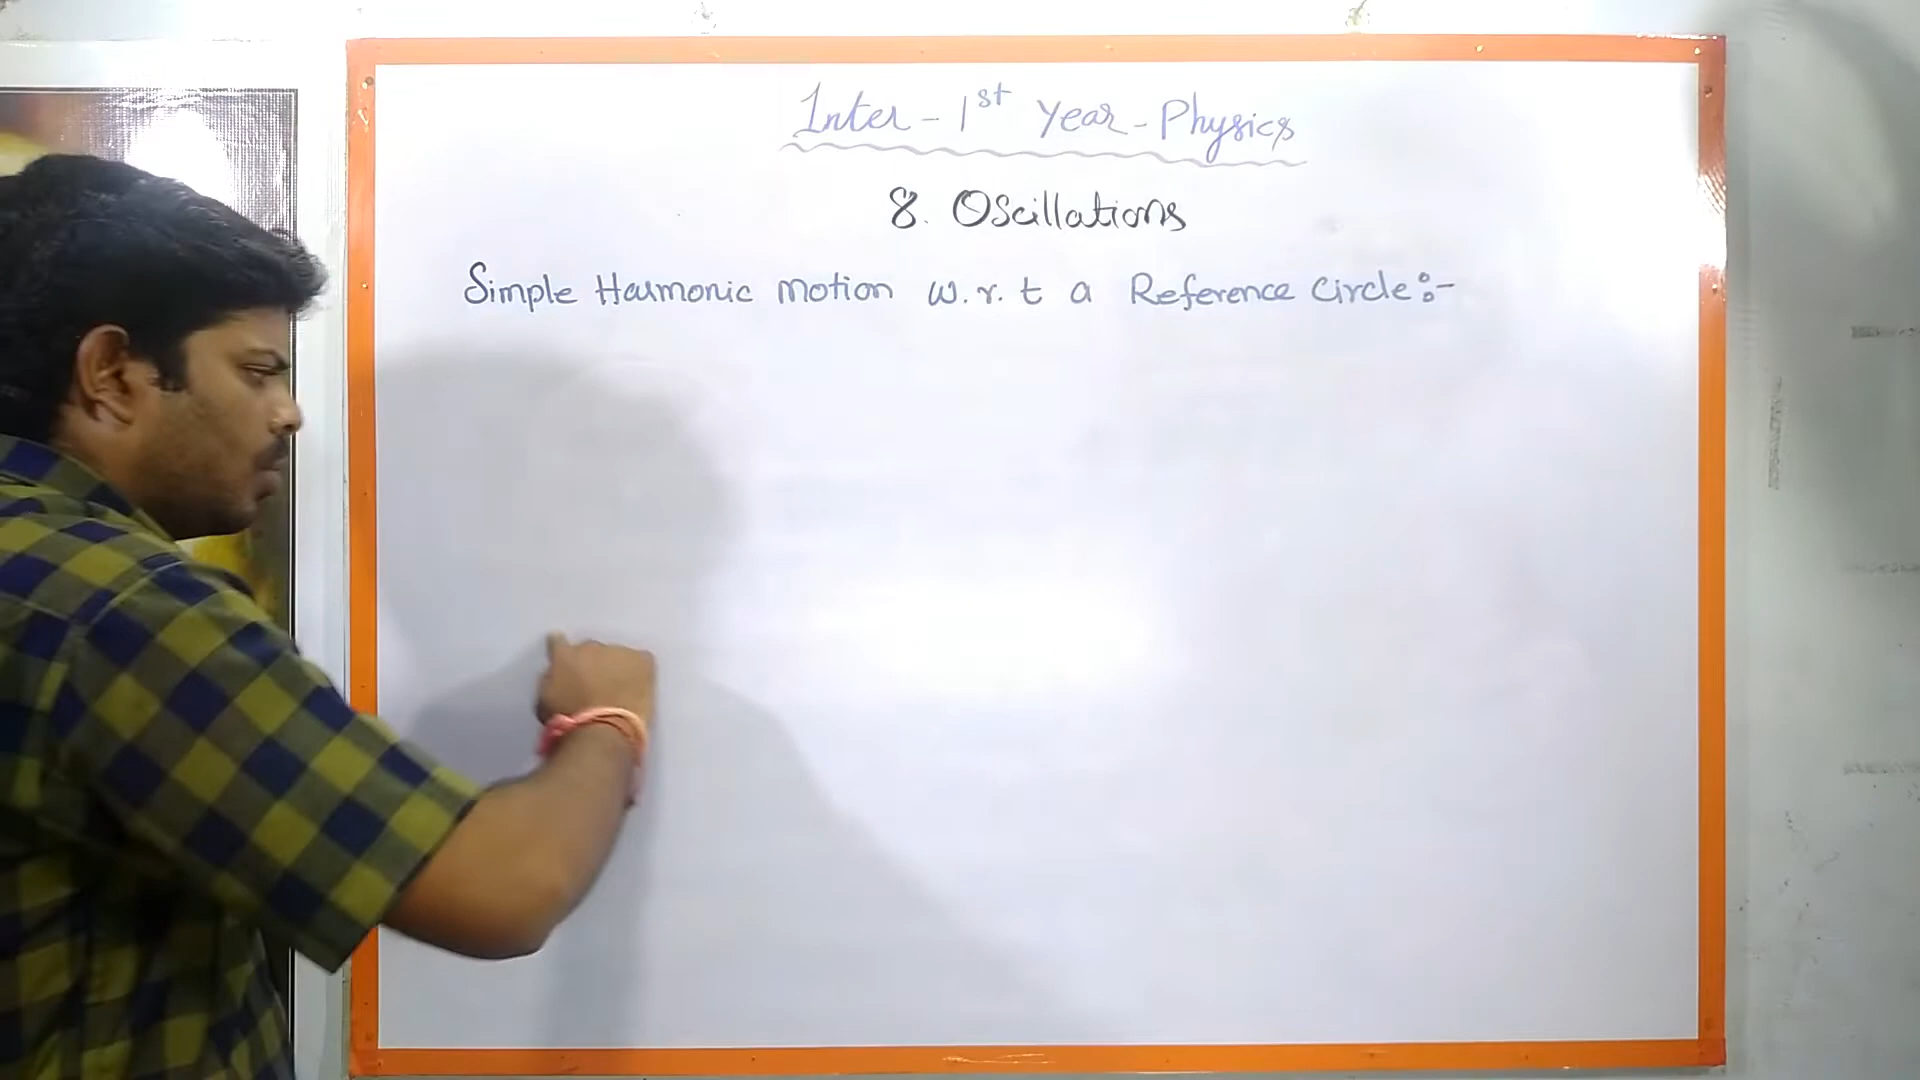 Inter - 1st Year - Physics
8. Oscillations
Simple Harmonic Motion w.r.t a Reference Circle:-